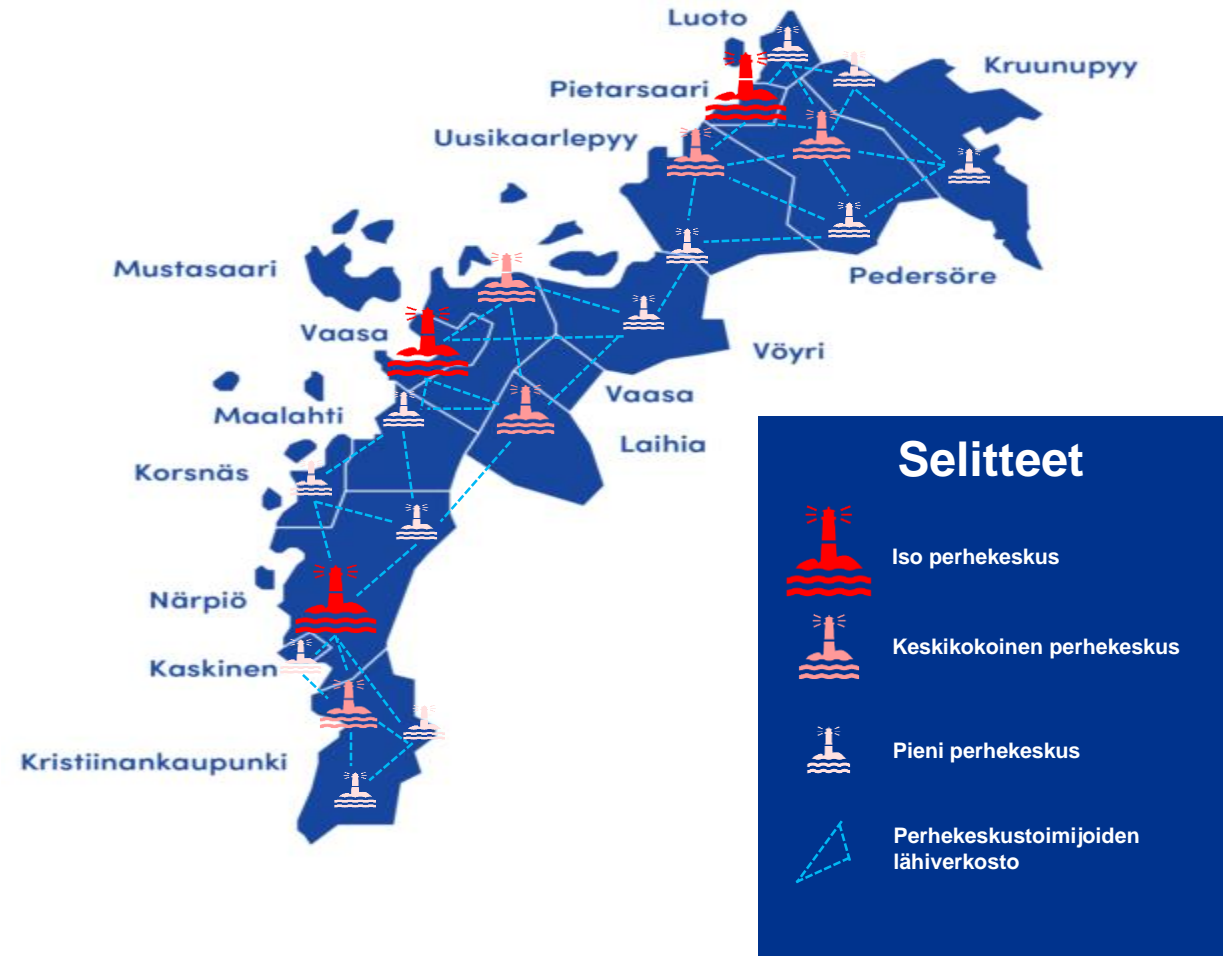 Luoto
Kruunupyy
Pietarsaari
Uusikaarlepyy
Mustasaari
Pedersöre
Vaasa
Vöyri
Vaasa
Maalahti
Laihia
Korsnäs
Närpiö
Kaskinen
Kristiinankaupunki
Selitteet
Iso perhekeskus
Keskikokoinen perhekeskus
Pieni perhekeskus
Perhekeskustoimijoiden
lähiverkosto